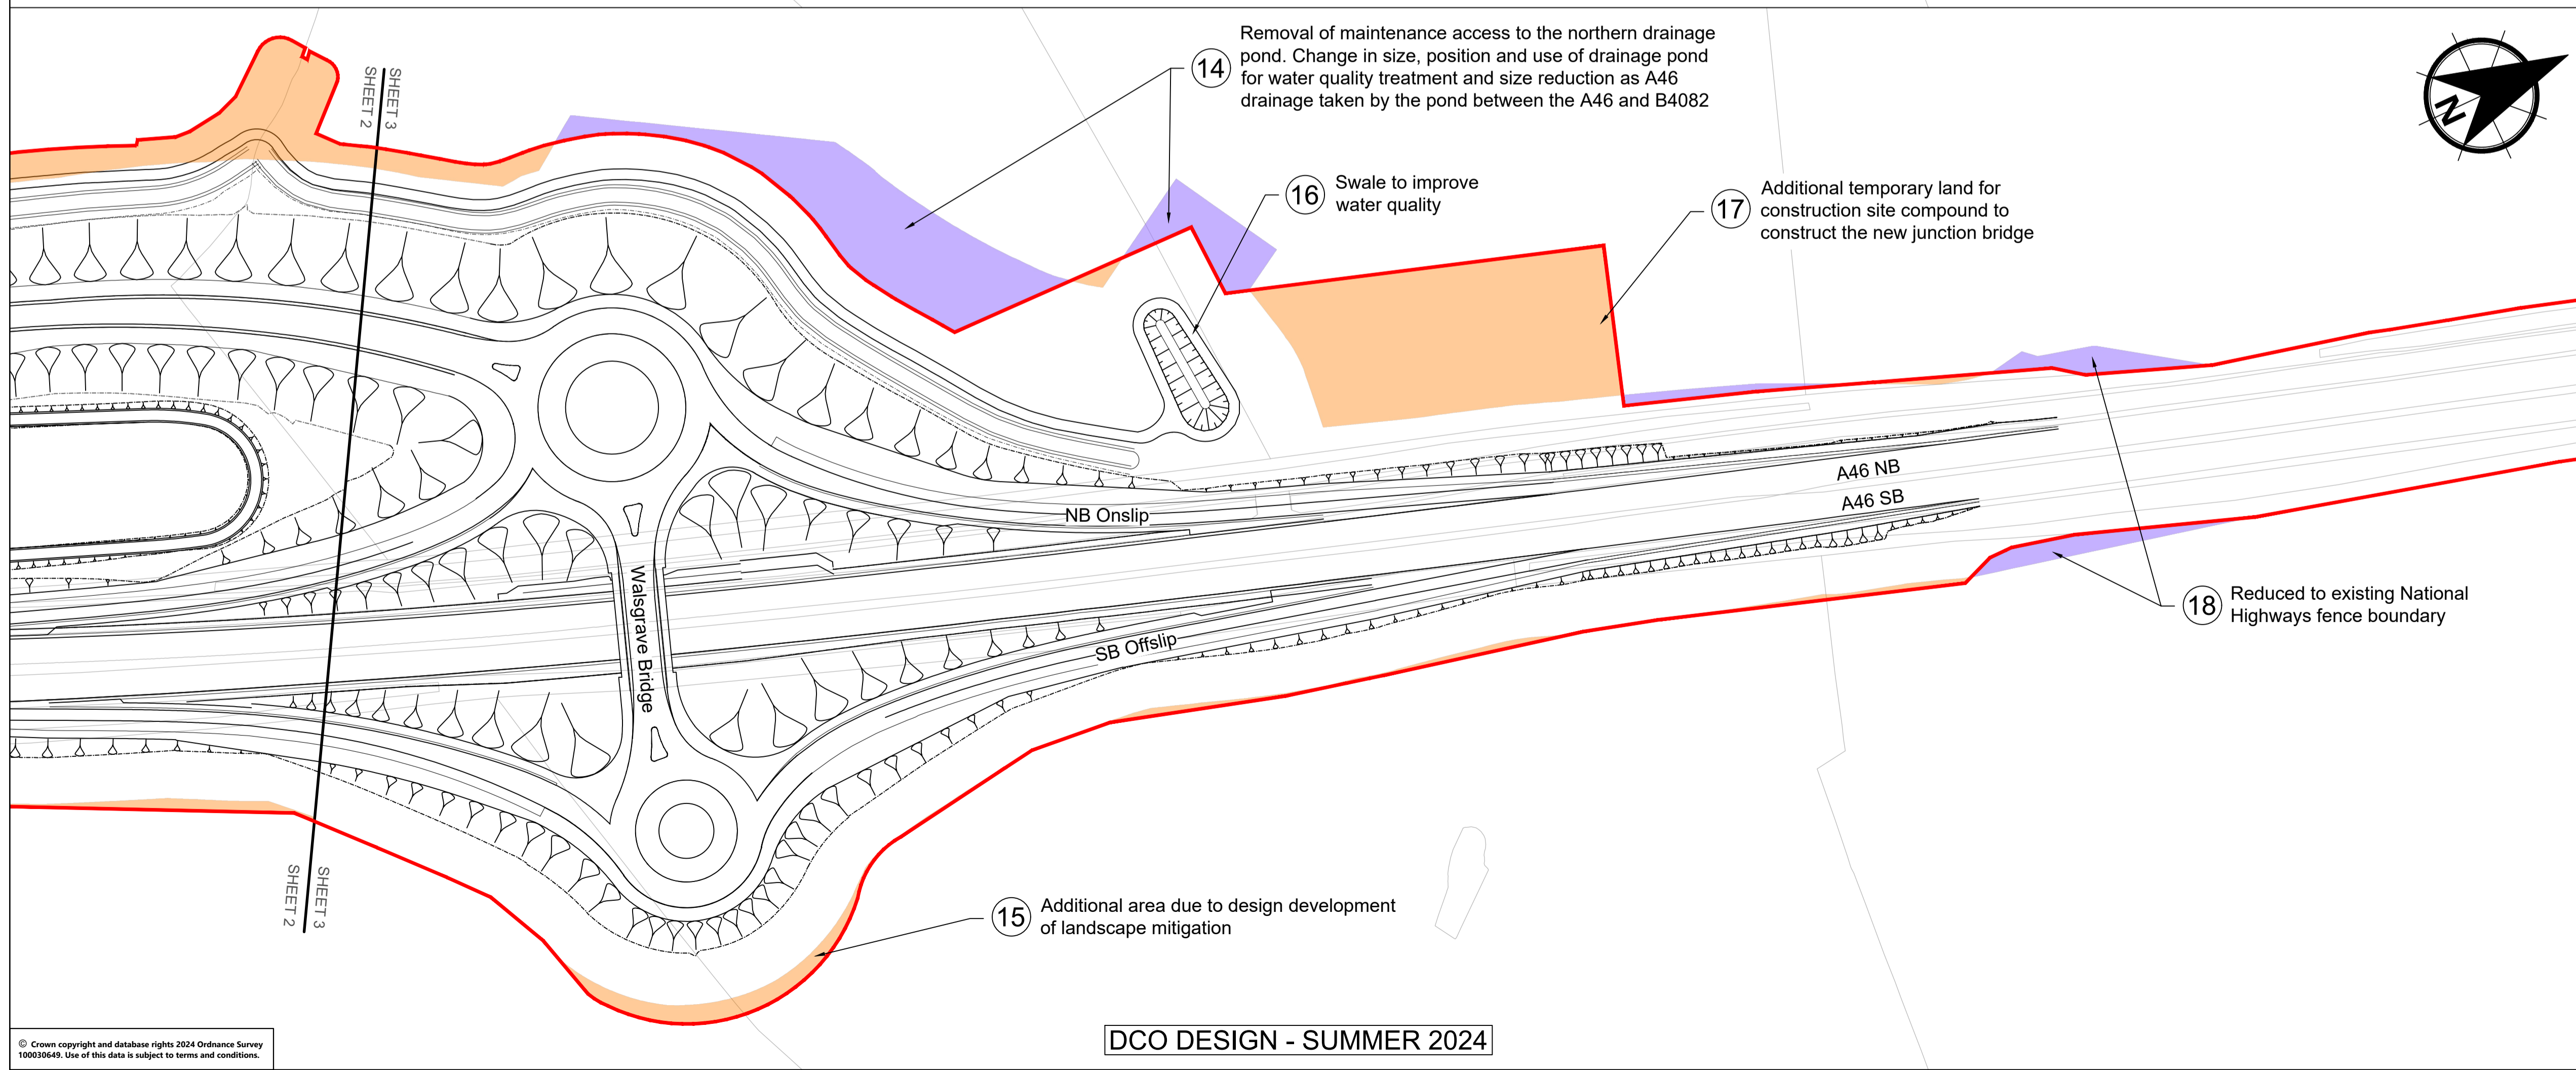 14
Removal of maintenance access to the northern drainage
pond. Change in size, position and use of drainage pond
for water quality treatment and size reduction as A46
drainage taken by the pond between the A46 and B4082
N
SHEET 3
SHEET 2
16
Swale to improve
water quality
17
Additional temporary land for
construction site compound to
construct the new junction bridge
A46 NB
A46 SB
NB Onslip
Walsgrave Bridge
SB Offslip
18
Reduced to existing National
Highways fence boundary
SHEET 3
SHEET 2
15
Additional area due to design development
of landscape mitigation
DCO DESIGN - SUMMER 2024
© Crown copyright and database rights 2024 Ordnance Survey
100030649. Use of this data is subject to terms and conditions.